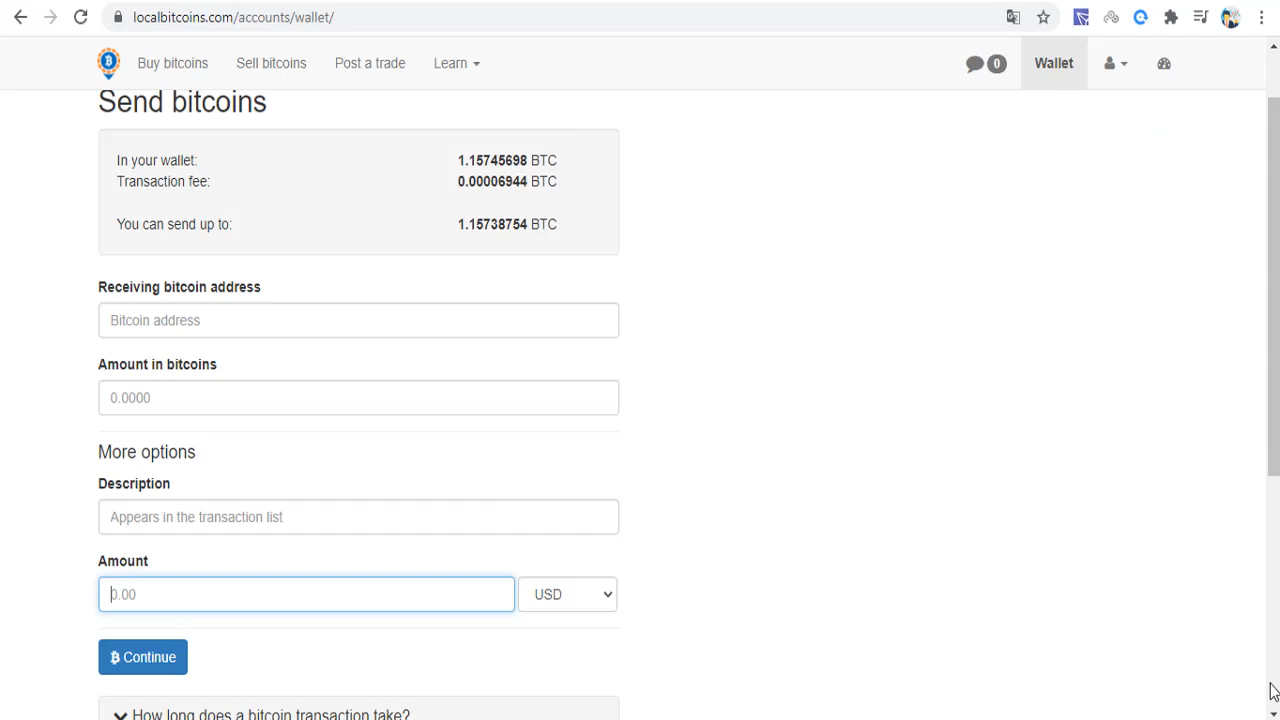 localbitcoins.com/accounts/wallet/
Buy bitcoins Sell bitcoins Post a trade Learn 0 Wallet
Send bitcoins
In your wallet: 1.15745698 BTC
Transaction fee: 0.00006944 BTC
You can send up to: 1.15738754 BTC
Receiving bitcoin address
Bitcoin address
Amount in bitcoins
0.0000
More options
Description
Appears in the transaction list
Amount
0.00 USD
Continue
How long does a bitcoin transaction take?